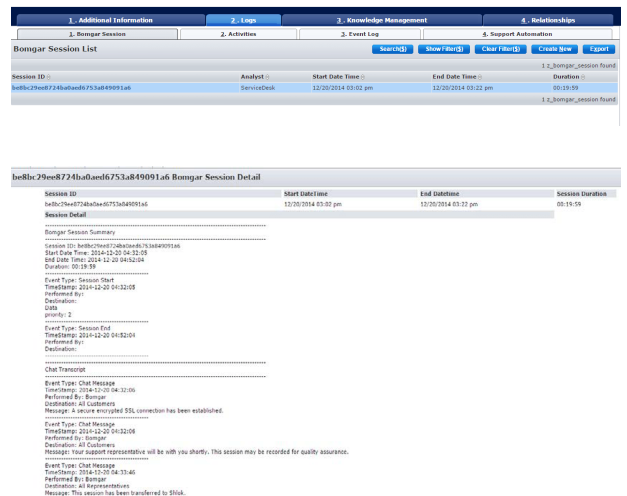 1. Additional Information 2. Logs 3. Knowledge Management 4. Relationships
1. Bomgar Session 2. Activities 3. Event Log 4. Support Automation
Bomgar Session List Search(S) Show Filter(S) Clear Filter(S) Create New Export
1 z_bomgar_session found
Session ID Analyst Start Date Time End Date Time Duration
be8bc29ee8724ba0aed6753a849091a6 ServiceDesk 12/20/2014 03:02 pm 12/20/2014 03:22 pm 00:19:59
1 z_bomgar_session found
be8bc29ee8724ba0aed6753a849091a6 Bomgar Session Detail
Session ID Start DateTime End Datetime Session Duration
be8bc29ee8724ba0aed6753a849091a6 12/20/2014 03:02 pm 12/20/2014 03:22 pm 00:19:59
Session Detail
Bomgar Session Summary
Session ID: be8bc29ee8724ba0aed6753a849091a6
Start Date Time: 2014-12-20 04:32:05
End Date Time: 2014-12-20 04:52:04
Duration: 00:19:59
Event Type: Session Start
TimeStamp: 2014-12-20 04:32:05
Performed By:
Destination:
Data
priority: 2
Event Type: Session End
TimeStamp: 2014-12-20 04:52:04
Performed By:
Destination:
Chat Transcript
Event Type: Chat Message
TimeStamp: 2014-12-20 04:32:06
Performed By: Bomgar
Destination: All Customers
Message: A secure encrypted SSL connection has been established.
Event Type: Chat Message
TimeStamp: 2014-12-20 04:32:06
Performed By: Bomgar
Destination: All Customers
Message: Your support representative will be with you shortly. This session may be recorded for quality assurance.
Event Type: Chat Message
TimeStamp: 2014-12-20 04:33:46
Performed By: Bomgar
Destination: All Representatives
Message: This session has been transferred to Shlok.